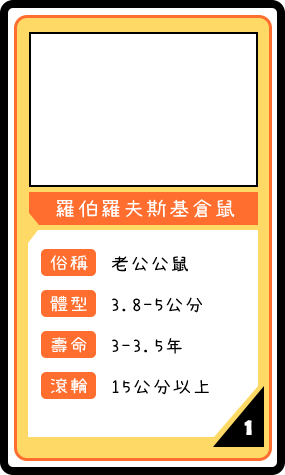 羅伯羅夫斯基倉鼠
俗稱 老公公鼠
體型 3.8-5公分
壽命 3-3.5年
滾輪 15公分以上
1